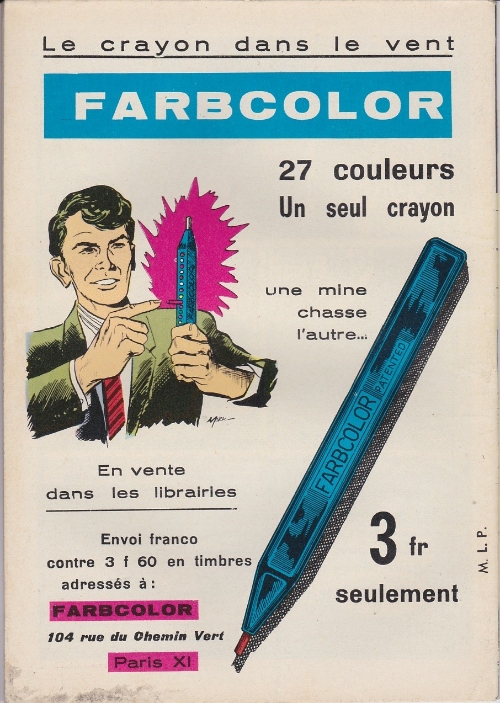 Le crayon dans le vent
FARBCOLOR
27 couleurs
Un seul crayon
une mine
chasse
l'autre...
FARBCOLOR PATENTED
En vente
dans les librairies
Envoi franco
contre 3 f 60 en timbres
adressés à :
FARBCOLOR
104 rue du Chemin Vert
Paris XI
3 fr
seulement
M. L. P.